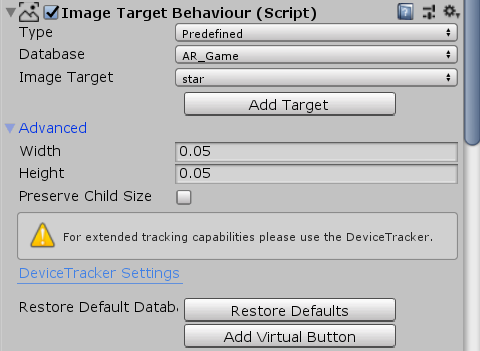 Image Target Behaviour (Script)
Type Predefined
Database AR_Game
Image Target star
Add Target
Advanced
Width 0.05
Height 0.05
Preserve Child Size
For extended tracking capabilities please use the DeviceTracker.
DeviceTracker Settings
Restore Default Datab Restore Defaults
Add Virtual Button